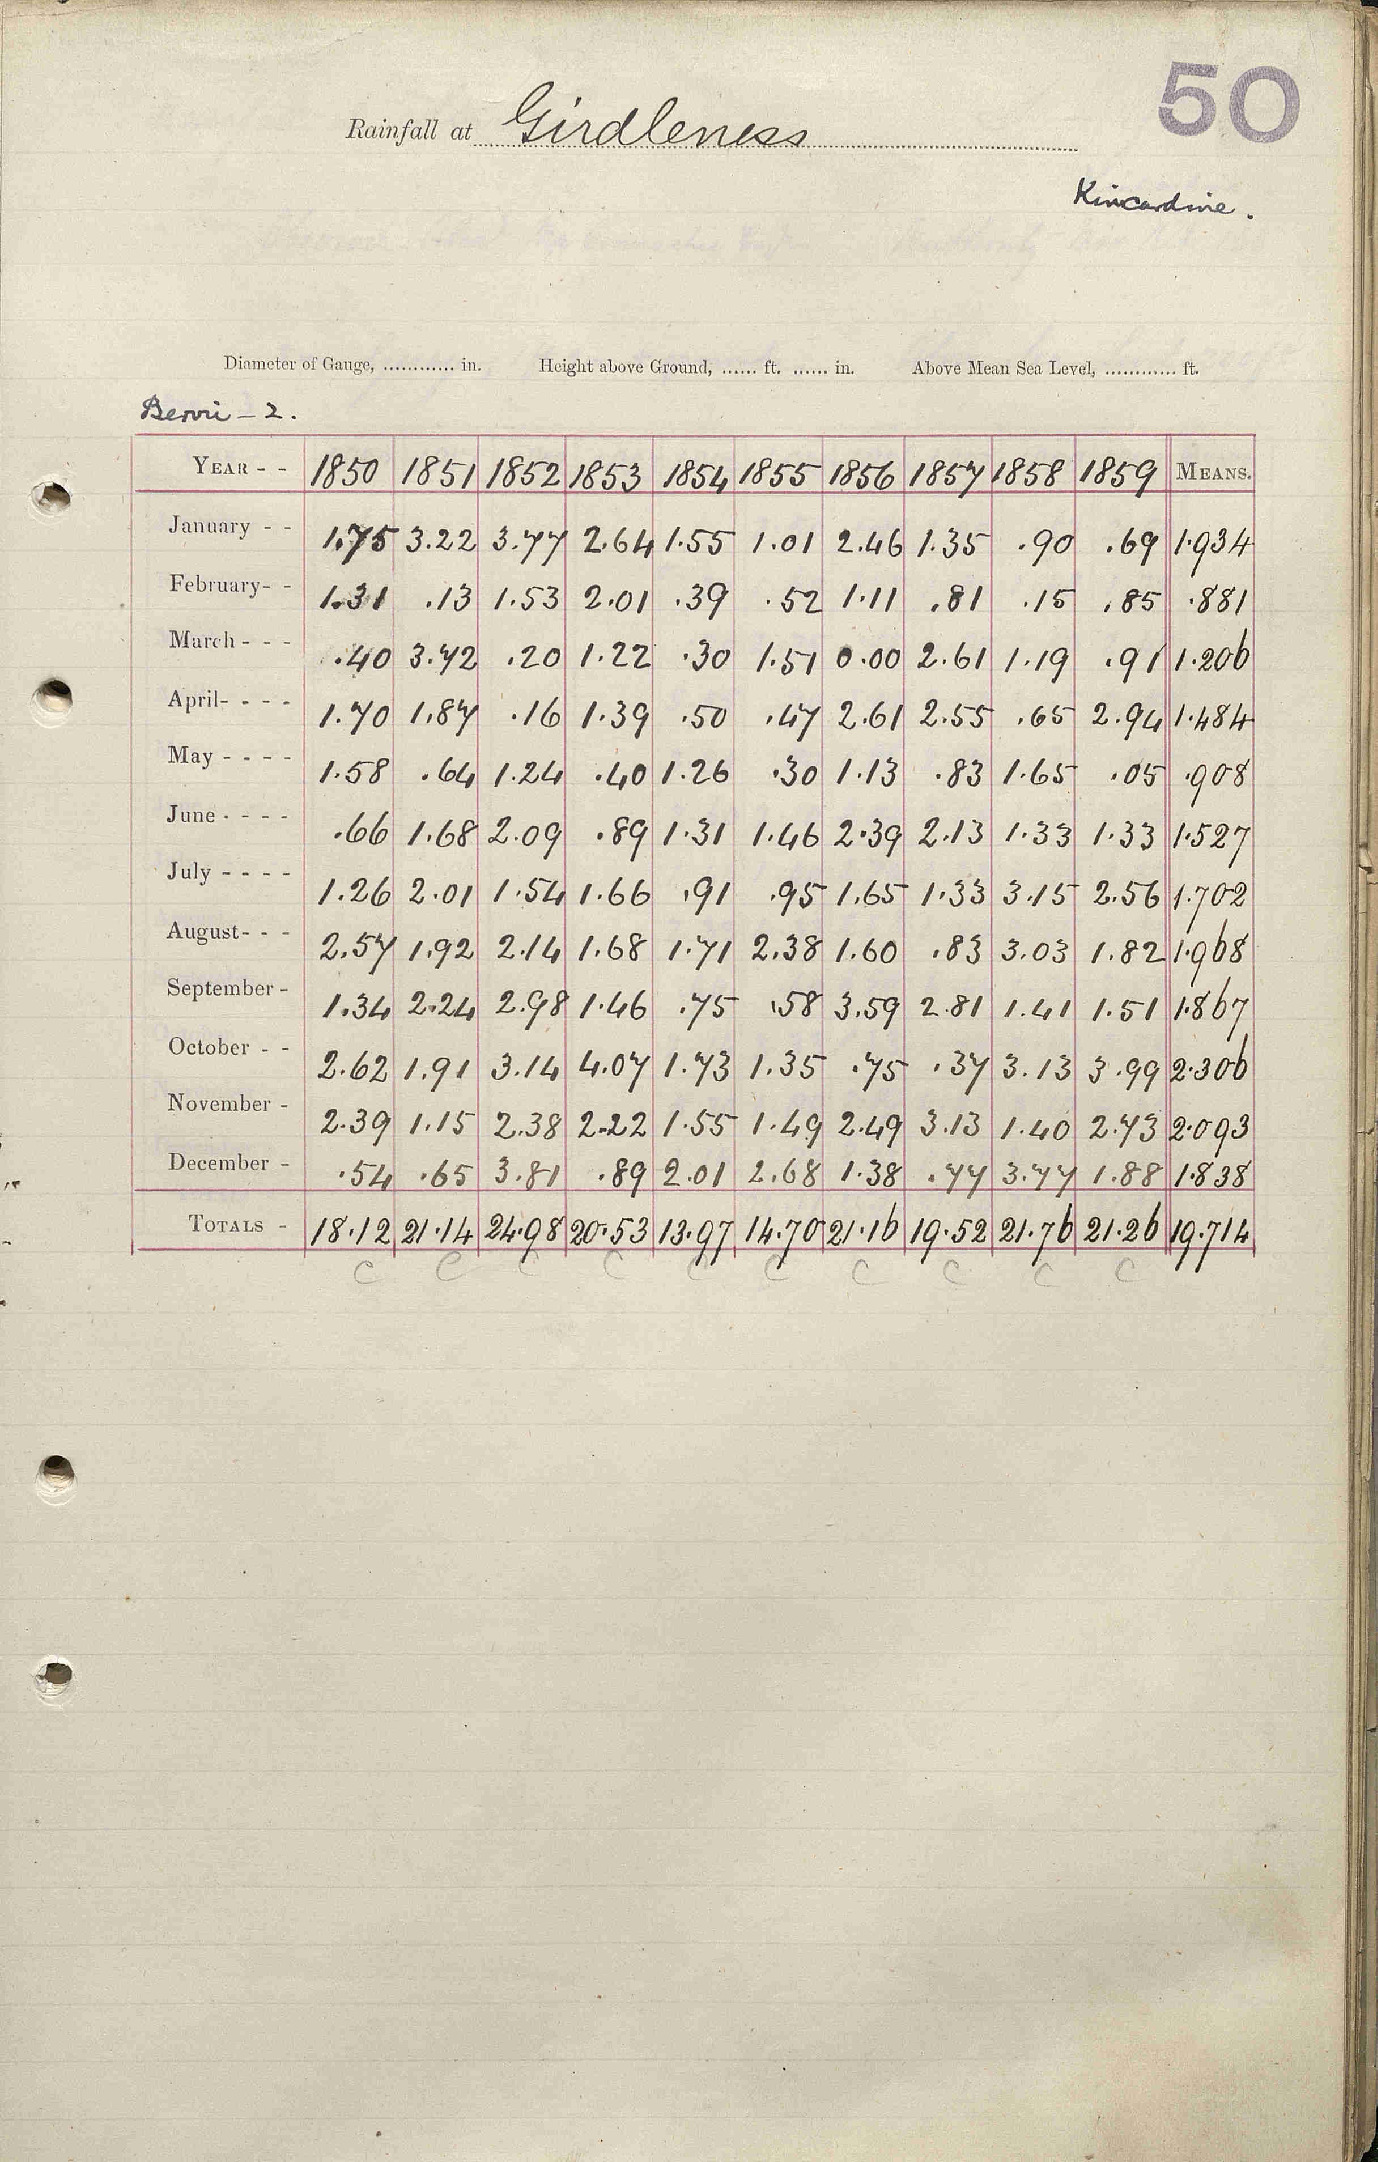 50
Rainfall at Girdleness
Kincardine.
Diameter of Gauge, ............ in. Height above Ground, ...... ft. ...... in. Above Mean Sea Level, ............ ft.
Bervie - 2.
YEAR - - 1850 1851 1852 1853 1854 1855 1856 1857 1858 1859 MEANS.
January - - 1.75 3.22 3.77 2.64 1.55 1.01 2.46 1.35 .90 .69 1.934
February - - 1.31 .13 1.53 2.01 .39 .52 1.11 .81 .15 .85 .881
March - - - .40 3.72 .20 1.22 .30 1.51 0.00 2.61 1.19 .91 1.206
April - - - - 1.70 1.87 .16 1.39 .50 .47 2.61 2.55 .65 2.94 1.484
May - - - - 1.58 .64 1.24 .40 1.26 .30 1.13 .83 1.65 .05 .908
June - - - - .66 1.68 2.09 .89 1.31 1.46 2.39 2.13 1.33 1.33 1.527
July - - - - 1.26 2.01 1.54 1.66 .91 .95 1.65 1.33 3.15 2.56 1.702
August - - - 2.57 1.92 2.14 1.68 1.71 2.38 1.60 .83 3.03 1.82 1.968
September - 1.34 2.24 2.98 1.46 .75 .58 3.59 2.81 1.41 1.51 1.867
October - - 2.62 1.91 3.14 4.07 1.73 1.35 .75 .37 3.13 3.99 2.306
November - 2.39 1.15 2.38 2.22 1.55 1.49 2.49 3.13 1.40 2.73 2.093
December - .54 .65 3.81 .89 2.01 2.68 1.38 .77 3.77 1.88 1.838
TOTALS - 18.12 21.14 24.98 20.53 13.97 14.70 21.16 19.52 21.76 21.26 19.714
C C C C C C C C C C